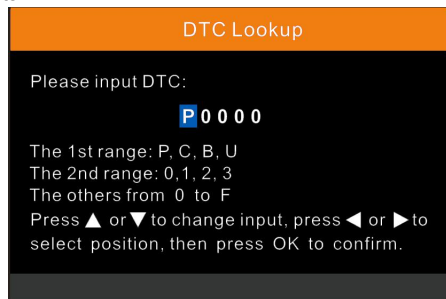 DTC Lookup
Please input DTC:
P0000
The 1st range: P, C, B, U
The 2nd range: 0,1, 2, 3
The others from 0 to F
Press ▲ or ▼ to change input, press ◀ or ▶ to
select position, then press OK to confirm.